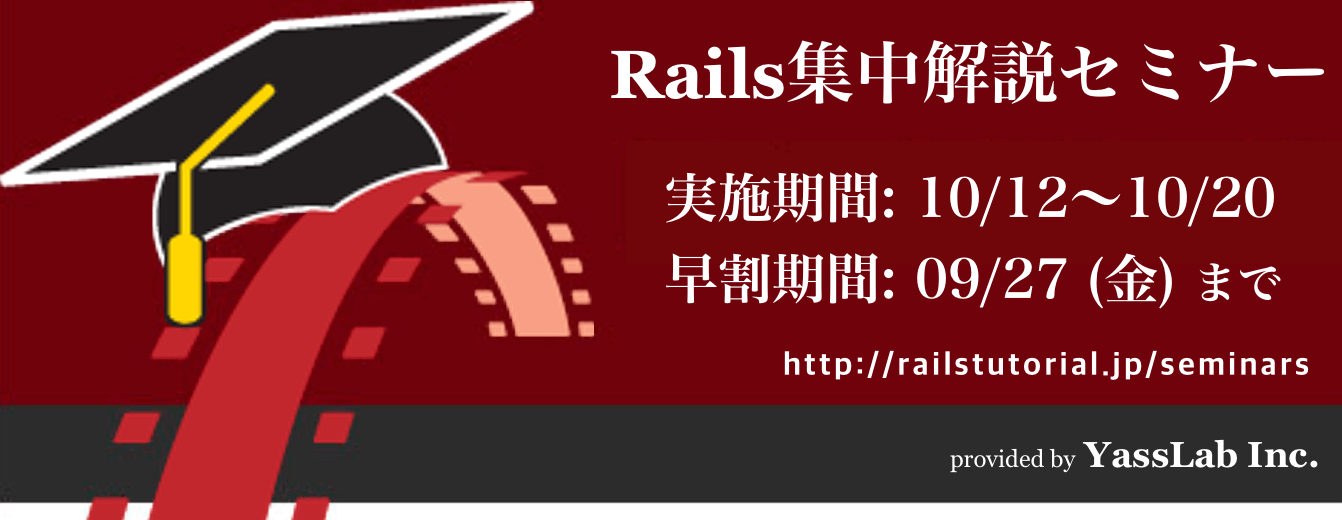 Rails集中解説セミナー
実施期間: 10/12〜10/20
早割期間: 09/27 (金) まで
http://railstutorial.jp/seminars
provided by YassLab Inc.